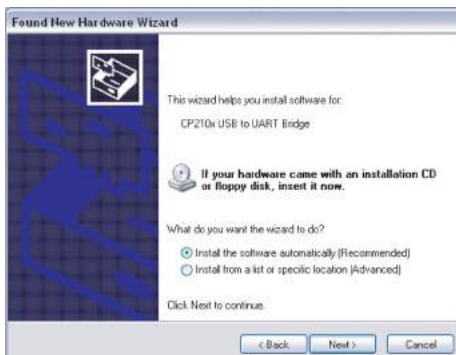 Found New Hardware Wizard
This wizard helps you install software for:
CP210x USB to UART Bridge
If your hardware came with an installation CD
or floppy disk, insert it now.
What do you want the wizard to do?
Install the software automatically (Recommended)
Install from a list or specific location (Advanced)
Click Next to continue.
< Back Next > Cancel